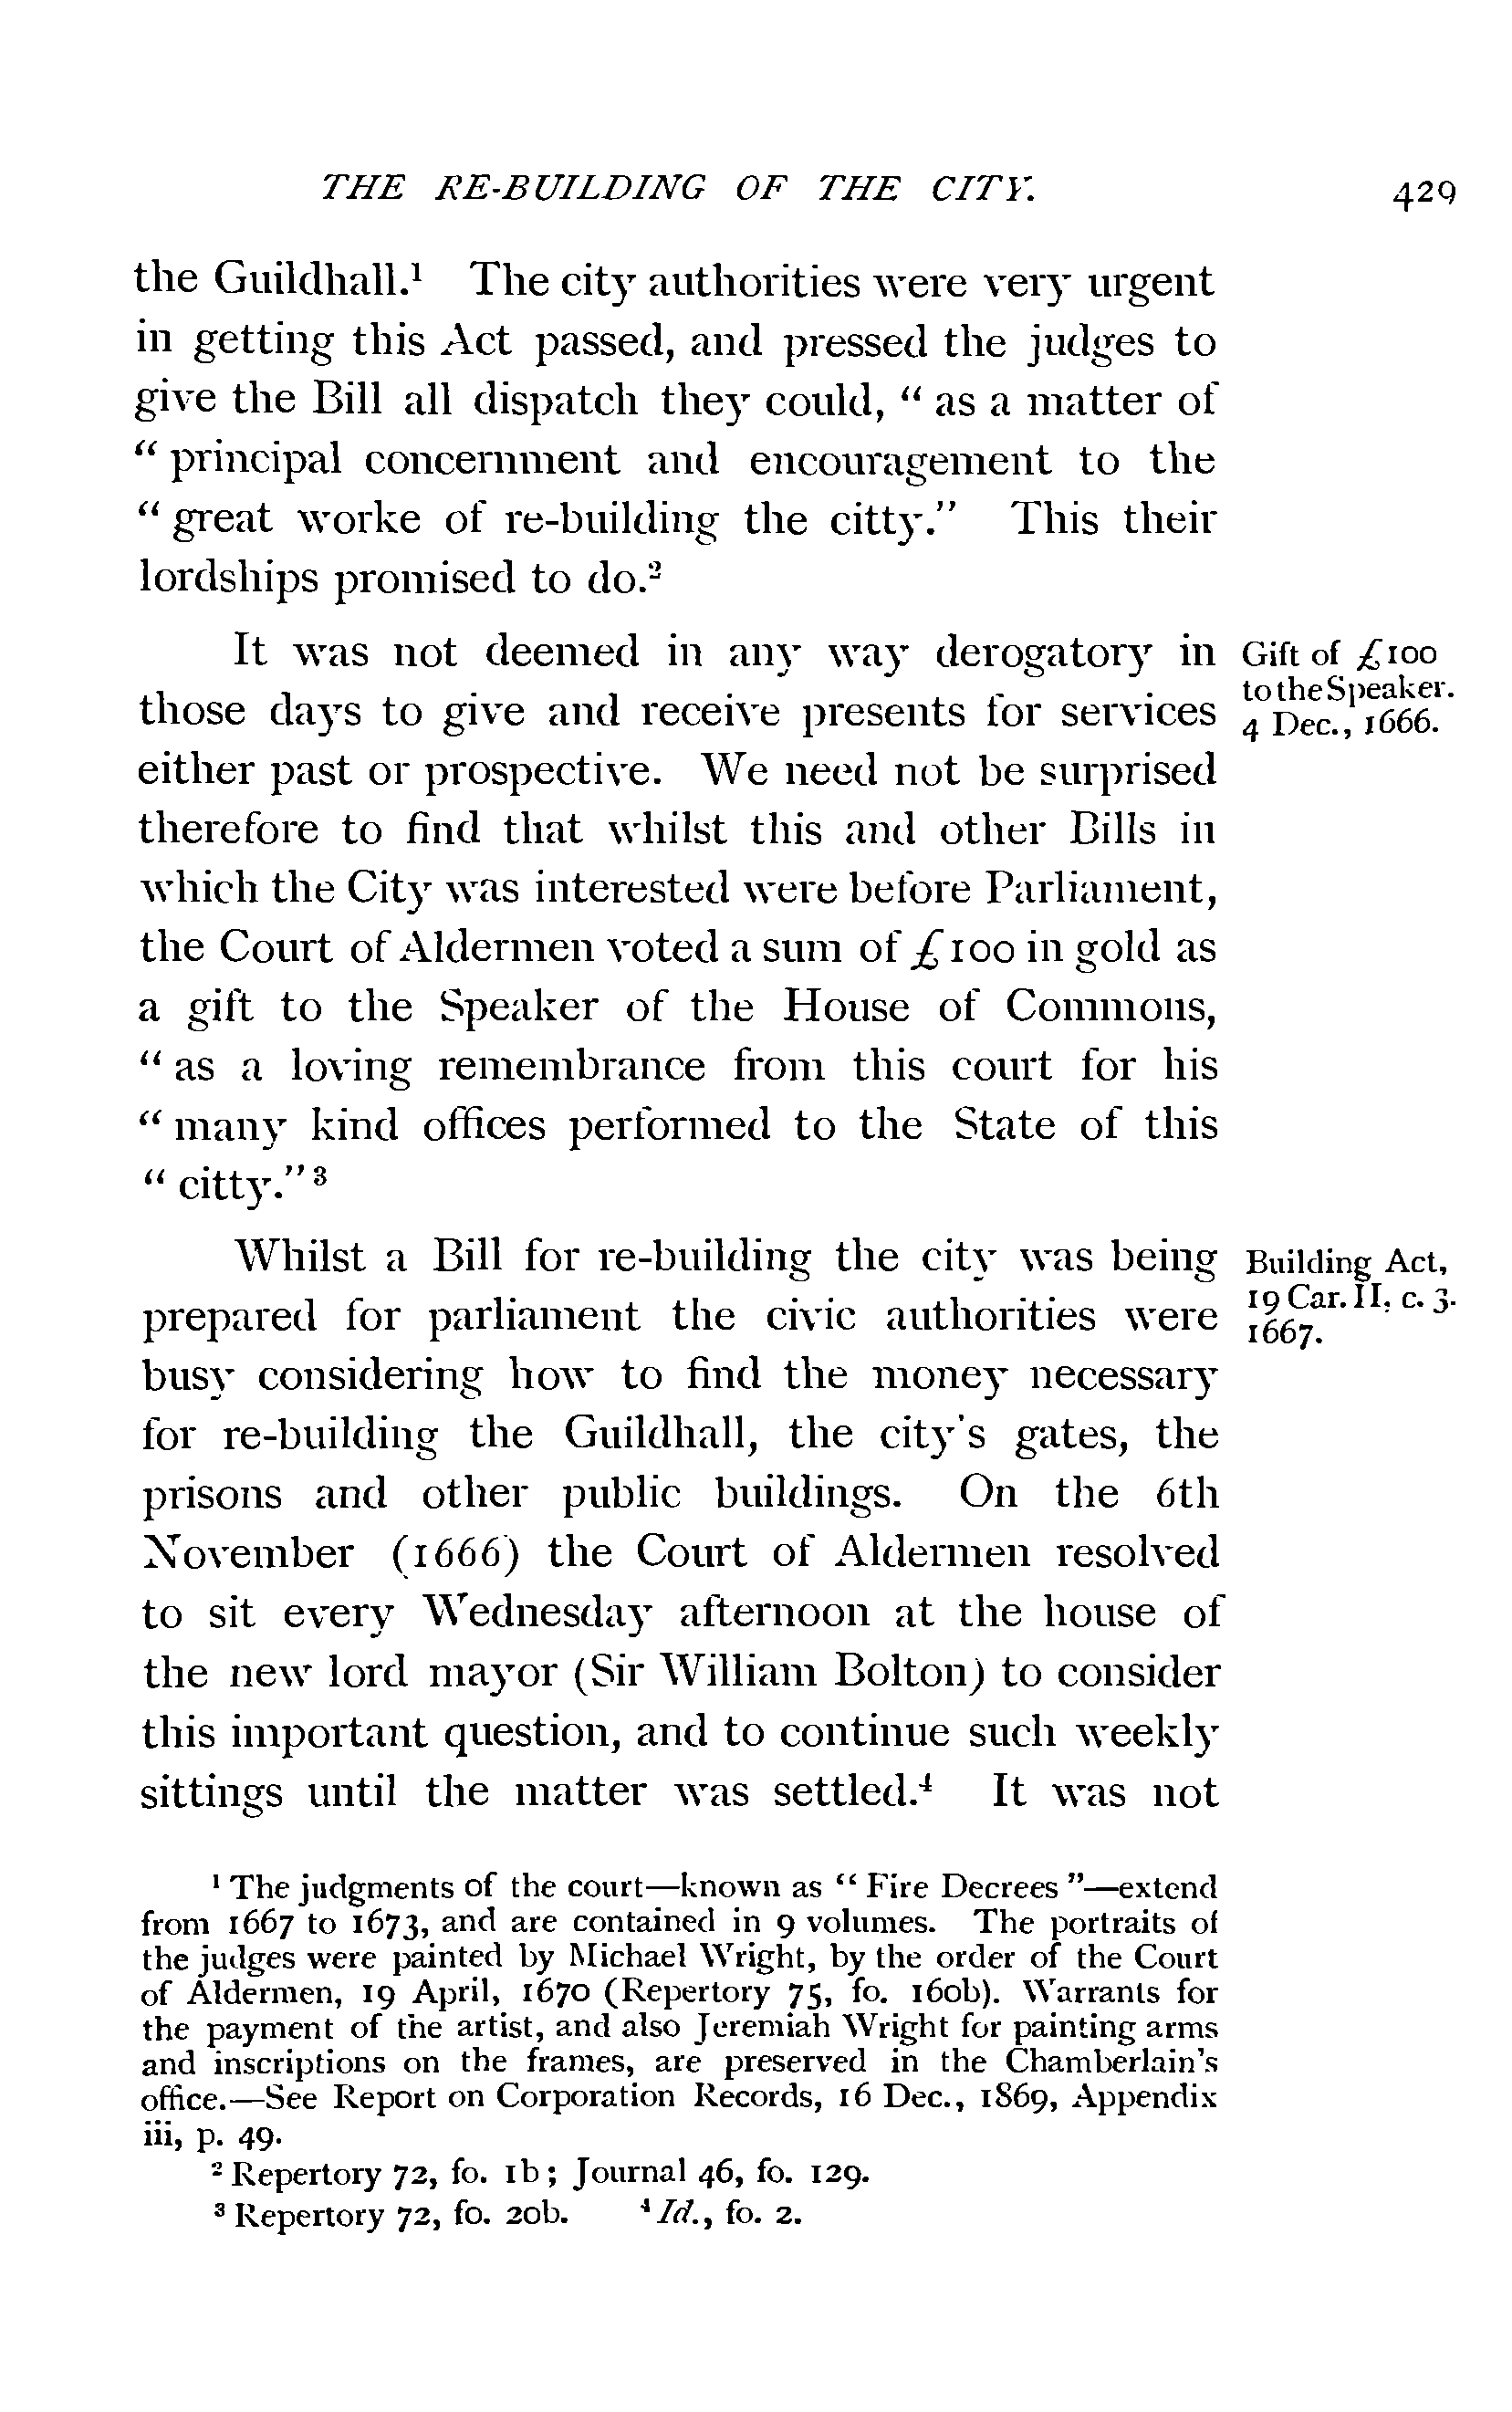 THE RE-BUILDING OF THE CITY. 429
the Guildhall.¹ The city authorities were very urgent
in getting this Act passed, and pressed the judges to
give the Bill all dispatch they could, “ as a matter of
“ principal concernment and encouragement to the
“ great worke of re-building the citty.” This their
lordships promised to do.²
It was not deemed in any way derogatory in
those days to give and receive presents for services
either past or prospective. We need not be surprised
therefore to find that whilst this and other Bills in
which the City was interested were before Parliament,
the Court of Aldermen voted a sum of £100 in gold as
a gift to the Speaker of the House of Commons,
“ as a loving remembrance from this court for his
“ many kind offices performed to the State of this
“ citty.”³
Gift of £100
to the Speaker.
4 Dec., 1666.
Whilst a Bill for re-building the city was being
prepared for parliament the civic authorities were
busy considering how to find the money necessary
for re-building the Guildhall, the city's gates, the
prisons and other public buildings. On the 6th
November (1666) the Court of Aldermen resolved
to sit every Wednesday afternoon at the house of
the new lord mayor (Sir William Bolton) to consider
this important question, and to continue such weekly
sittings until the matter was settled.⁴ It was not
Building Act,
19 Car. II, c. 3.
1667.
¹ The judgments of the court—known as “ Fire Decrees ”—extend
from 1667 to 1673, and are contained in 9 volumes. The portraits of
the judges were painted by Michael Wright, by the order of the Court
of Aldermen, 19 April, 1670 (Repertory 75, fo. 160b). Warrants for
the payment of the artist, and also Jeremiah Wright for painting arms
and inscriptions on the frames, are preserved in the Chamberlain's
office.—See Report on Corporation Records, 16 Dec., 1869, Appendix
iii, p. 49.
² Repertory 72, fo. 1b; Journal 46, fo. 129.
³ Repertory 72, fo. 20b. ⁴ Id., fo. 2.